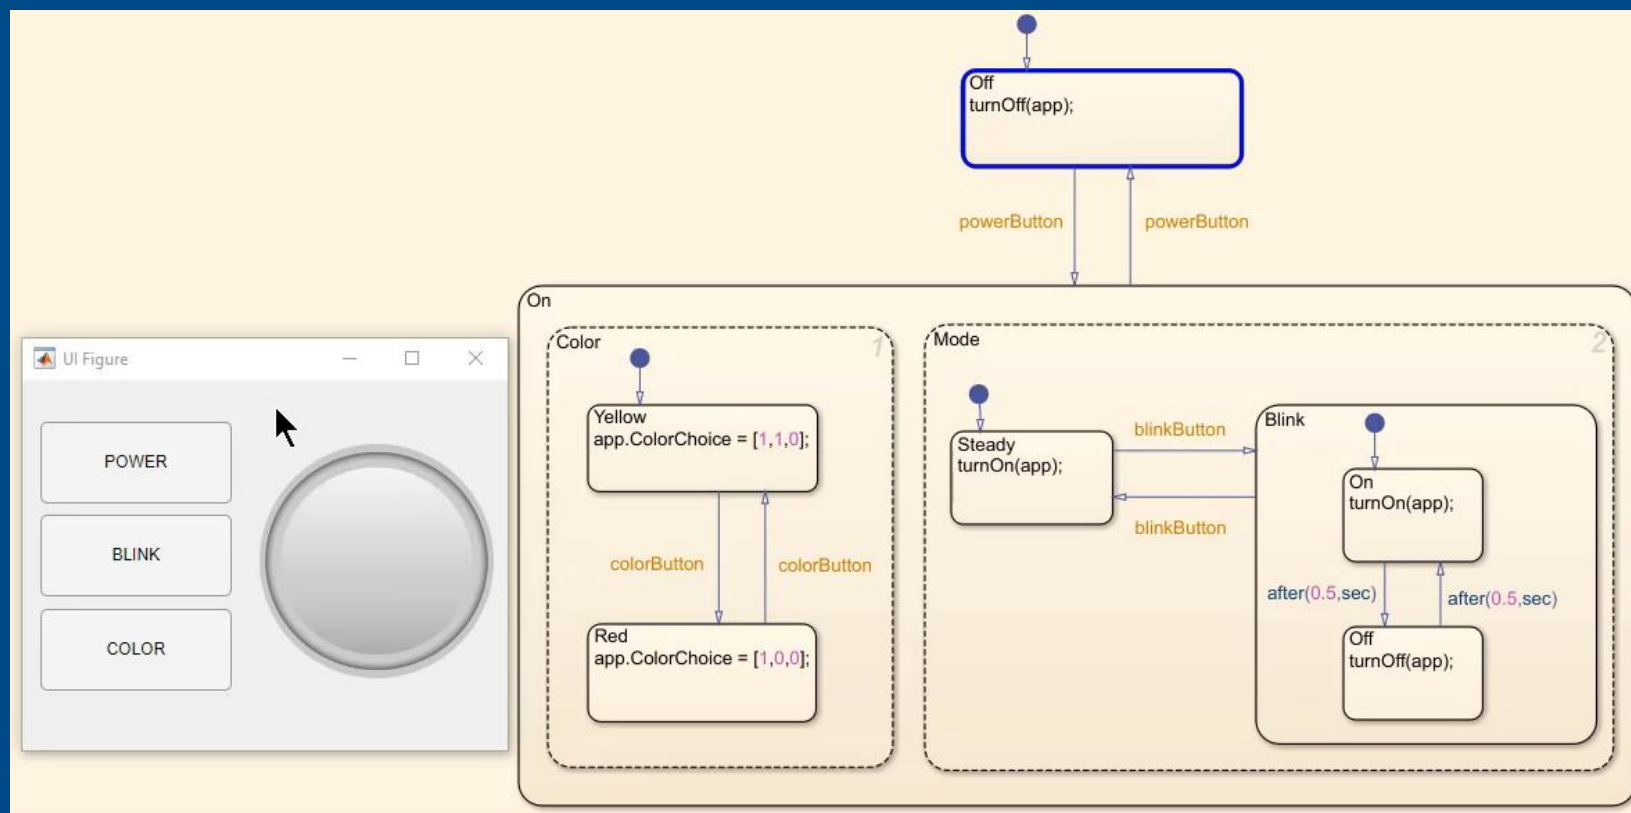 Off
turnOff(app);
powerButton
powerButton
On
Color
1
Yellow
app.ColorChoice = [1,1,0];
colorButton
colorButton
Red
app.ColorChoice = [1,0,0];
Mode
2
Steady
turnOn(app);
blinkButton
blinkButton
Blink
On
turnOn(app);
after(0.5,sec)
after(0.5,sec)
Off
turnOff(app);
UI Figure
POWER
BLINK
COLOR